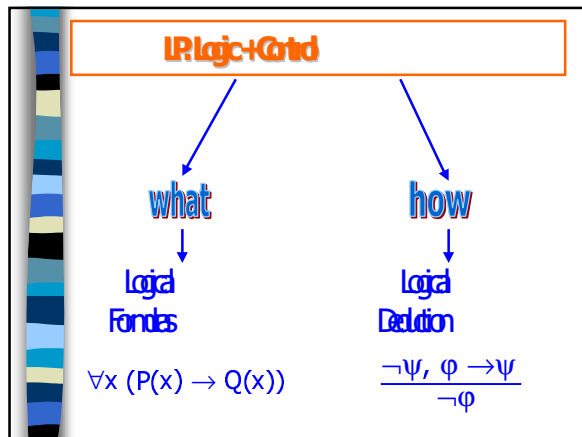 LP: Logic + Control
what
how
Logical
Formulas
Logical
Deduction
∀x (P(x) → Q(x))
¬ψ, φ →ψ
¬φ